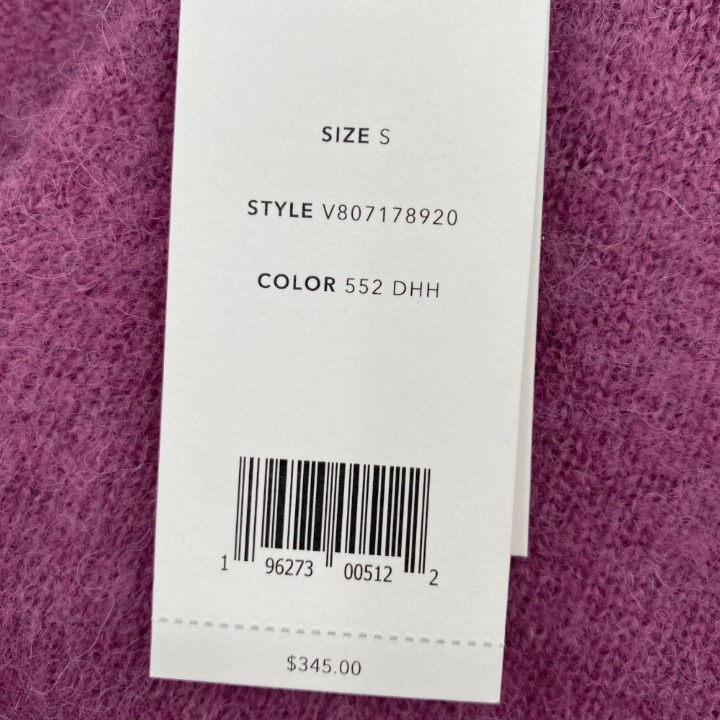 SIZE S
STYLE V807178920
COLOR 552 DHH
1 96273 00512 2
$345.00